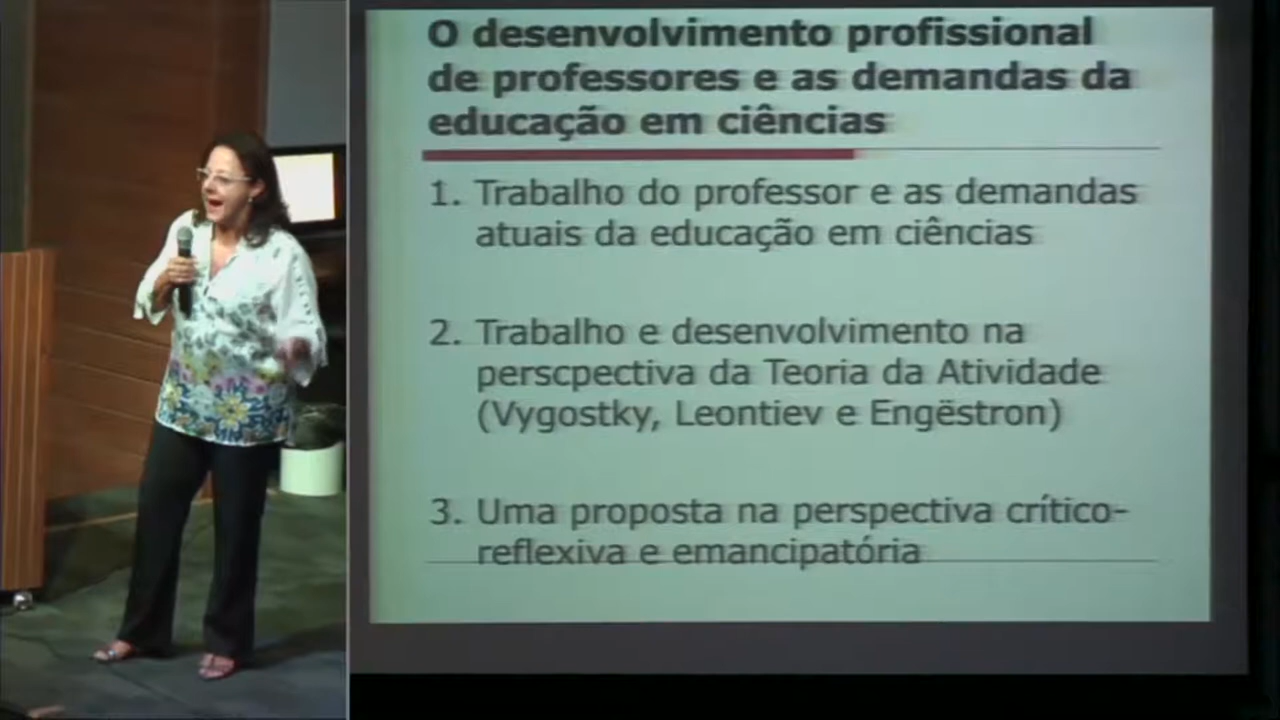 O desenvolvimento profissional
de professores e as demandas da
educação em ciências
1. Trabalho do professor e as demandas
atuais da educação em ciências
2. Trabalho e desenvolvimento na
perscpectiva da Teoria da Atividade
(Vygostky, Leontiev e Engëstron)
3. Uma proposta na perspectiva crítico-
reflexiva e emancipatória